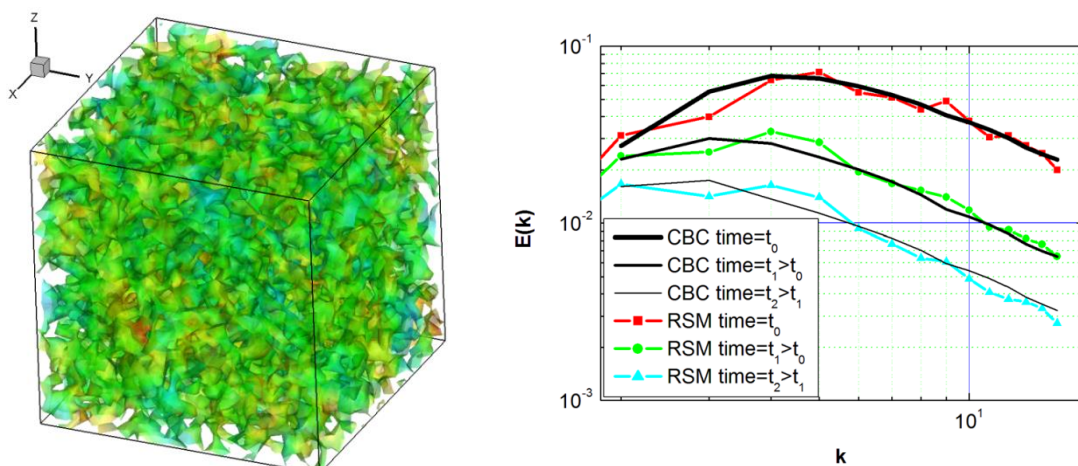 Z
Y
X
10⁻¹
E(k)
10⁻²
10⁻³
CBC time=t₀
CBC time=t₁>t₀
CBC time=t₂>t₁
RSM time=t₀
RSM time=t₁>t₀
RSM time=t₂>t₁
10¹
k